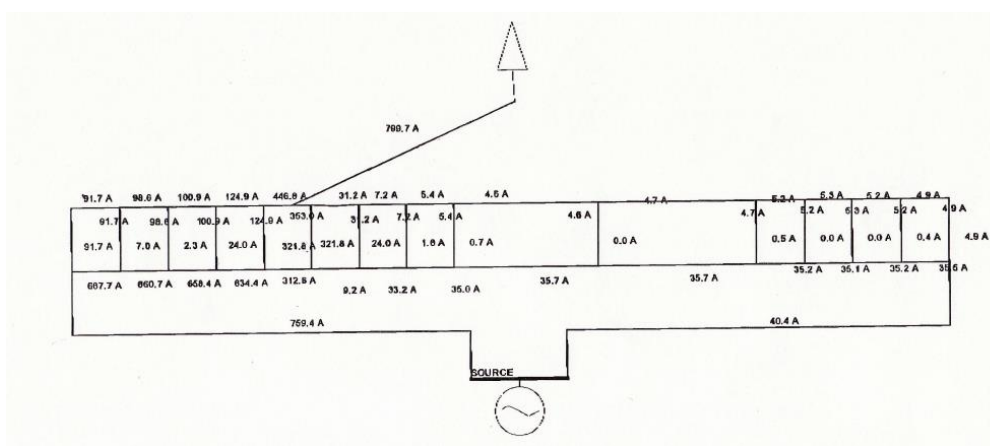 799.7 A
91.7 A 98.6 A 100.9 A 124.9 A 446.8 A 31.2 A 7.2 A 5.4 A 4.5 A 4.7 A 5.2 A 5.3 A 5.2 A 4.9 A
91.7 A 98.6 A 100.9 A 124.9 A 353.0 A 31.2 A 7.2 A 5.4 A 4.6 A 4.7 A 5.2 A 5.3 A 5.2 A 4.9 A
91.7 A 7.0 A 2.3 A 24.0 A 321.8 A 321.8 A 24.0 A 1.8 A 0.7 A 0.0 A 0.5 A 0.0 A 0.0 A 0.4 A 4.9 A
667.7 A 660.7 A 658.4 A 634.4 A 312.6 A 9.2 A 33.2 A 35.0 A 35.7 A 35.7 A 35.2 A 35.1 A 35.2 A 35.6 A
759.4 A 40.4 A
SOURCE